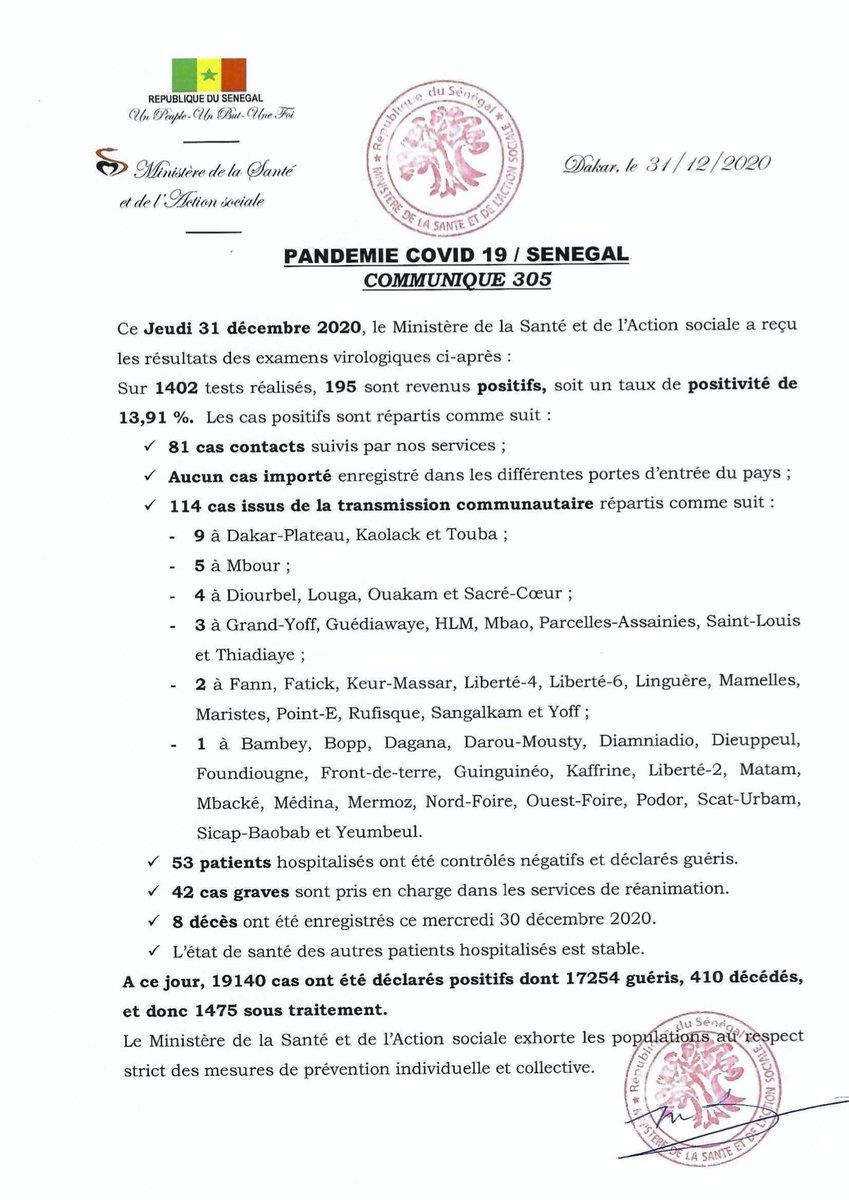 REPUBLIQUE DU SENEGAL
Un Peuple-Un But-Une Foi
Ministère de la Santé
et de l'Action sociale
République du Sénégal
MINISTERE DE LA SANTE ET DE L'ACTION SOCIALE
Dakar, le 31/12/2020
PANDEMIE COVID 19 / SENEGAL
COMMUNIQUE 305
Ce Jeudi 31 décembre 2020, le Ministère de la Santé et de l'Action sociale a reçu
les résultats des examens virologiques ci-après :
Sur 1402 tests réalisés, 195 sont revenus positifs, soit un taux de positivité de
13,91 %. Les cas positifs sont répartis comme suit :
✓ 81 cas contacts suivis par nos services ;
✓ Aucun cas importé enregistré dans les différentes portes d'entrée du pays ;
✓ 114 cas issus de la transmission communautaire répartis comme suit :
- 9 à Dakar-Plateau, Kaolack et Touba ;
- 5 à Mbour ;
- 4 à Diourbel, Louga, Ouakam et Sacré-Cœur ;
- 3 à Grand-Yoff, Guédiawaye, HLM, Mbao, Parcelles-Assainies, Saint-Louis
et Thiadiaye ;
- 2 à Fann, Fatick, Keur-Massar, Liberté-4, Liberté-6, Linguère, Mamelles,
Maristes, Point-E, Rufisque, Sangalkam et Yoff ;
- 1 à Bambey, Bopp, Dagana, Darou-Mousty, Diamniadio, Dieuppeul,
Foundiougne, Front-de-terre, Guinguinéo, Kaffrine, Liberté-2, Matam,
Mbacké, Médina, Mermoz, Nord-Foire, Ouest-Foire, Podor, Scat-Urbam,
Sicap-Baobab et Yeumbeul.
✓ 53 patients hospitalisés ont été contrôlés négatifs et déclarés guéris.
✓ 42 cas graves sont pris en charge dans les services de réanimation.
✓ 8 décès ont été enregistrés ce mercredi 30 décembre 2020.
✓ L'état de santé des autres patients hospitalisés est stable.
A ce jour, 19140 cas ont été déclarés positifs dont 17254 guéris, 410 décédés,
et donc 1475 sous traitement.
Le Ministère de la Santé et de l'Action sociale exhorte les populations au respect
strict des mesures de prévention individuelle et collective.
République du Sénégal
MINISTERE DE LA SANTE ET DE L'ACTION SOCIALE